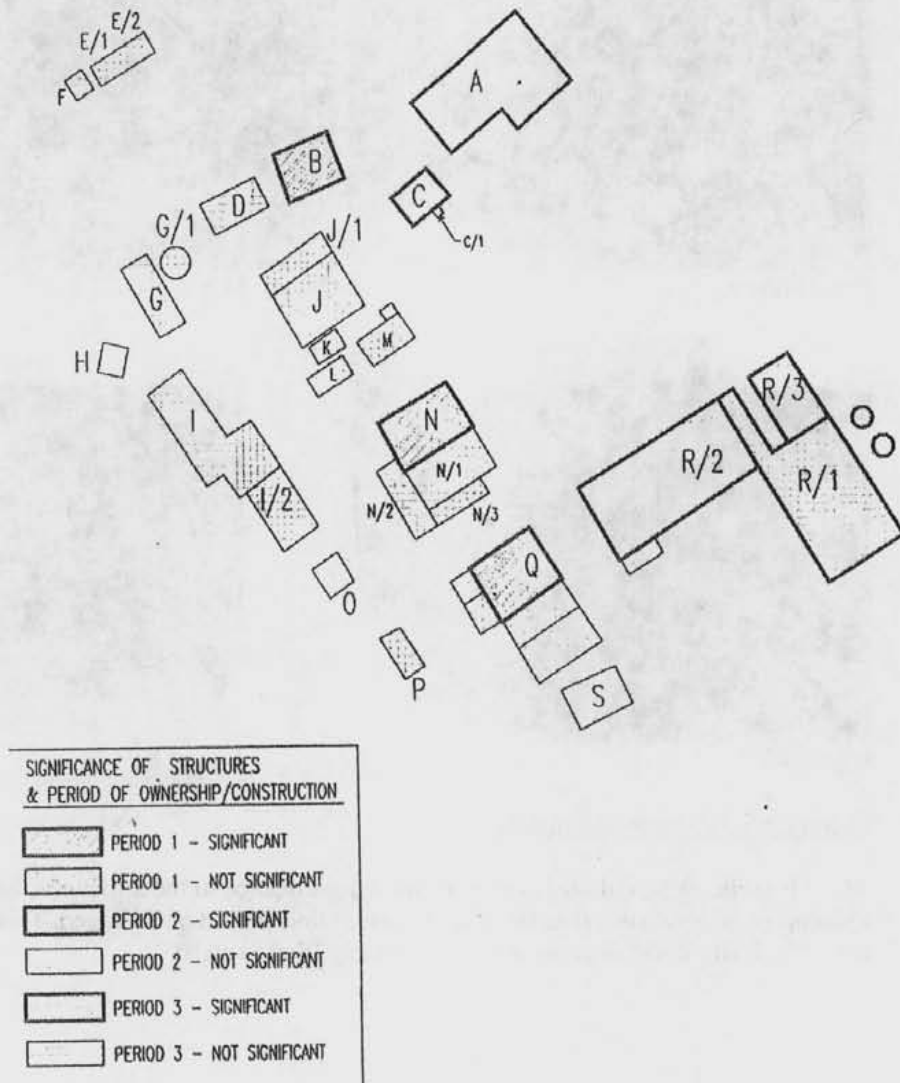 E/2
E/1
F
A
B
D
C
C/1
G/1
J/1
G
J
K
L
M
H
I
I/2
N
N/1
N/2
N/3
R/3
R/2
R/1
Q
O
P
S
SIGNIFICANCE OF STRUCTURES
& PERIOD OF OWNERSHIP/CONSTRUCTION
PERIOD 1 - SIGNIFICANT
PERIOD 1 - NOT SIGNIFICANT
PERIOD 2 - SIGNIFICANT
PERIOD 2 - NOT SIGNIFICANT
PERIOD 3 - SIGNIFICANT
PERIOD 3 - NOT SIGNIFICANT